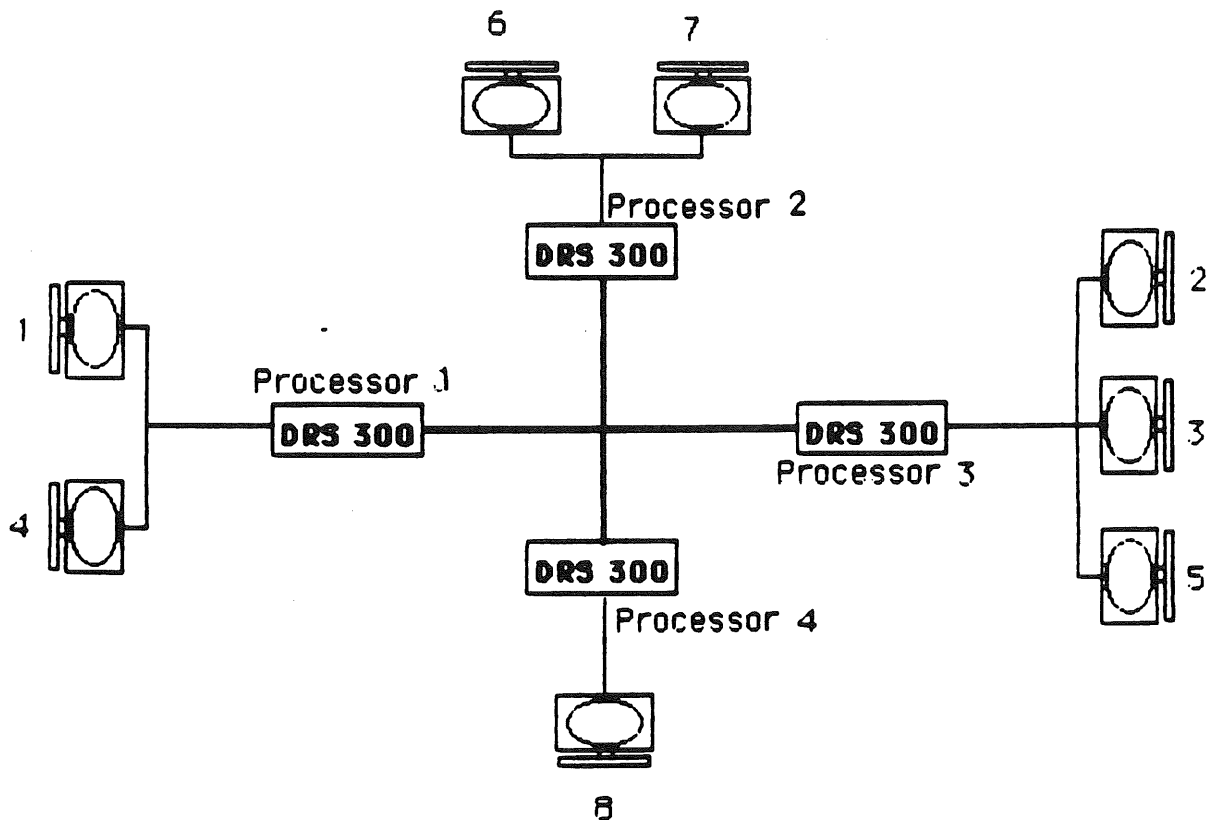 6 7
Processor 2
DRS 300
1
2
Processor 1
DRS 300
DRS 300
3
Processor 3
4
DRS 300
5
Processor 4
8